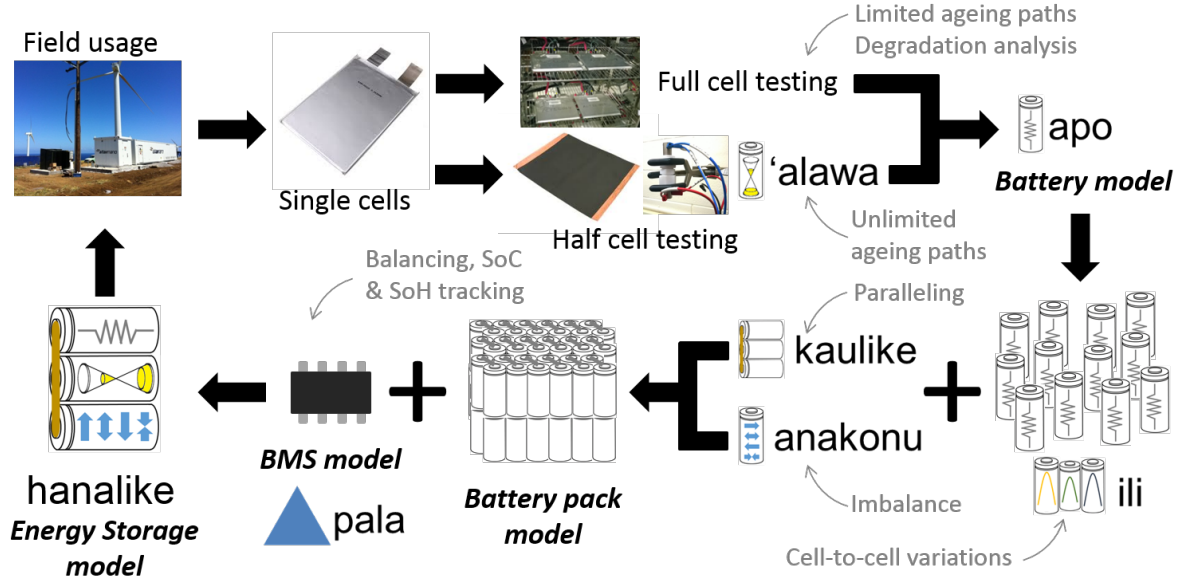 Field usage
Single cells
Full cell testing
Half cell testing
Limited ageing paths
Degradation analysis
ʻalawa
Unlimited
ageing paths
apo
Battery model
ili
Cell-to-cell variations
Paralleling
kaulike
anakonu
Imbalance
Battery pack
model
Balancing, SoC
& SoH tracking
BMS model
pala
hanalike
Energy Storage
model